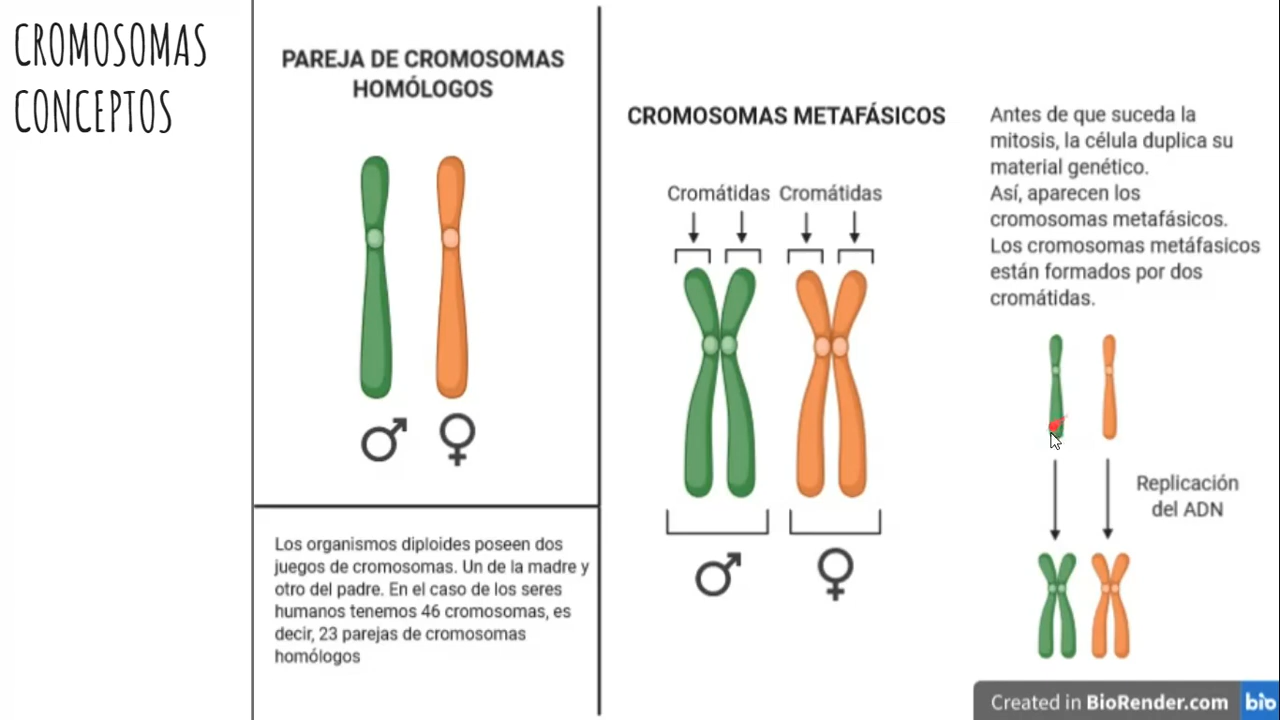 CROMOSOMAS
CONCEPTOS
PAREJA DE CROMOSOMAS
HOMÓLOGOS
Los organismos diploides poseen dos
juegos de cromosomas. Un de la madre y
otro del padre. En el caso de los seres
humanos tenemos 46 cromosomas, es
decir, 23 parejas de cromosomas
homólogos
CROMOSOMAS METAFÁSICOS
Cromátidas Cromátidas
Antes de que suceda la
mitosis, la célula duplica su
material genético.
Así, aparecen los
cromosomas metafásicos.
Los cromosomas metáfasicos
están formados por dos
cromátidas.
Replicación
del ADN
Created in BioRender.com bio